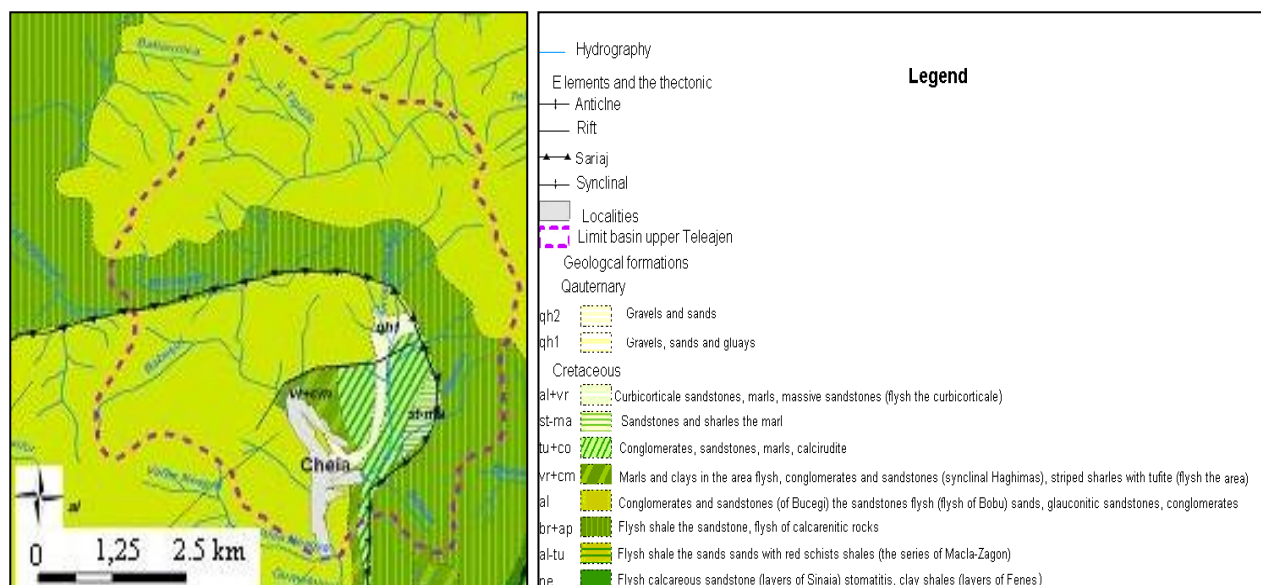 Legend
Hydrography
Elements and the thectonic
Anticlne
Rift
Sariaj
Synclinal
Localities
Limit basin upper Teleajen
Geologcal formations
Qauternary
qh2 Gravels and sands
qh1 Gravels, sands and gluays
Cretaceous
al+vr Curbicorticale sandstones, marls, massive sandstones (flysh the curbicorticale)
st-ma Sandstones and sharles the marl
tu+co Conglomerates, sandstones, marls, calcirudite
vr+cm Marls and clays in the area flysh, conglomerates and sandstones (synclinal Haghimas), striped sharles with tufite (flysh the area)
al Conglomerates and sandstones (of Bucegi) the sandstones flysh (flysh of Bobu) sands, glauconitic sandstones, conglomerates
br+ap Flysh shale the sandstone, flysh of calcarenitic rocks
al-tu Flysh shale the sands sands with red schists shales (the series of Macla-Zagon)
ne Flysh calcareous sandstone (layers of Sinaia) stomatitis, clay shales (layers of Fenes)
qh1
vr+cm
st-ma
Cheia
al
0 1,25 2.5 km